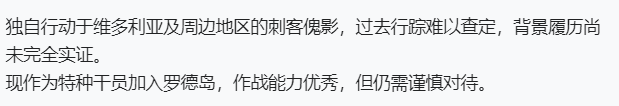 独自行动于维多利亚及周边地区的刺客傀影，过去行踪难以查定，背景履历尚
未完全实证。
现作为特种干员加入罗德岛，作战能力优秀，但仍需谨慎对待。